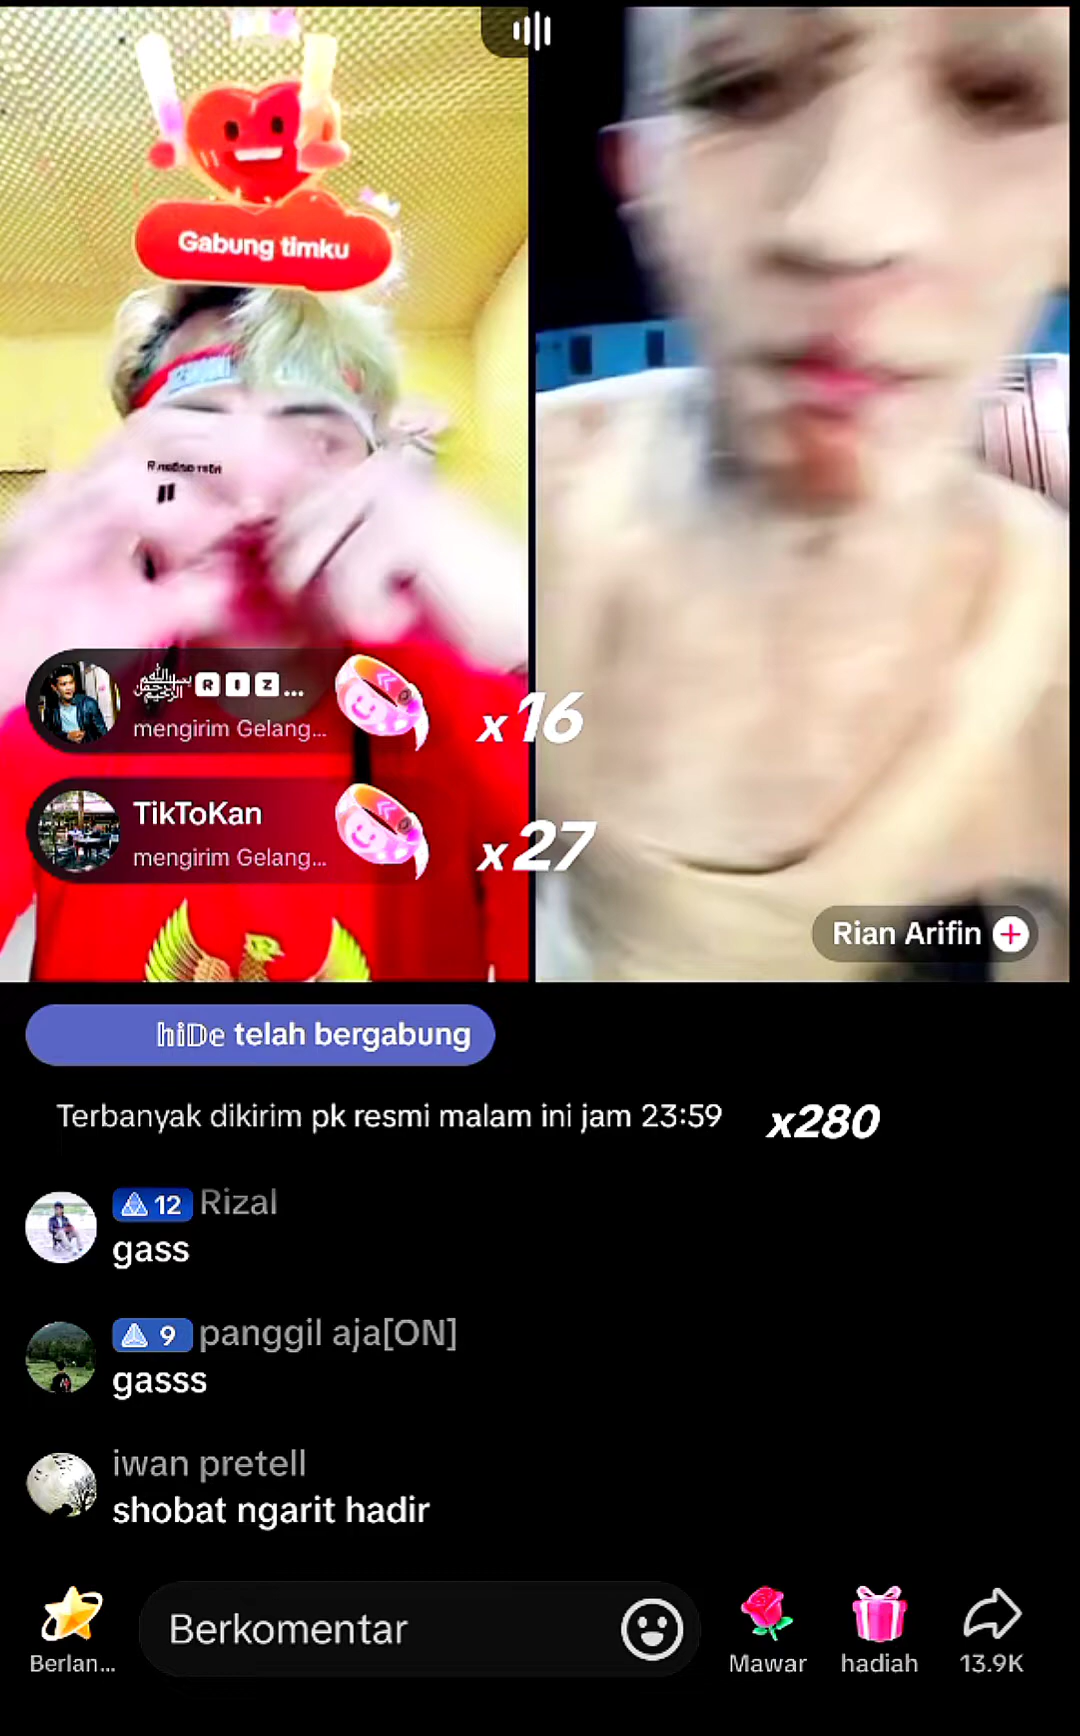 Gabung timku
﷽🅁🄸🅉...
mengirim Gelang...
x16
TikToKan
mengirim Gelang...
x27
Rian Arifin
𝕙𝕚𝔻𝕖 telah bergabung
Terbanyak dikirim pk resmi malam ini jam 23:59
x280
12 Rizal
gass
9 panggil aja[ON]
gasss
iwan pretell
shobat ngarit hadir
Berlan...
Berkomentar
Mawar
hadiah
13.9K